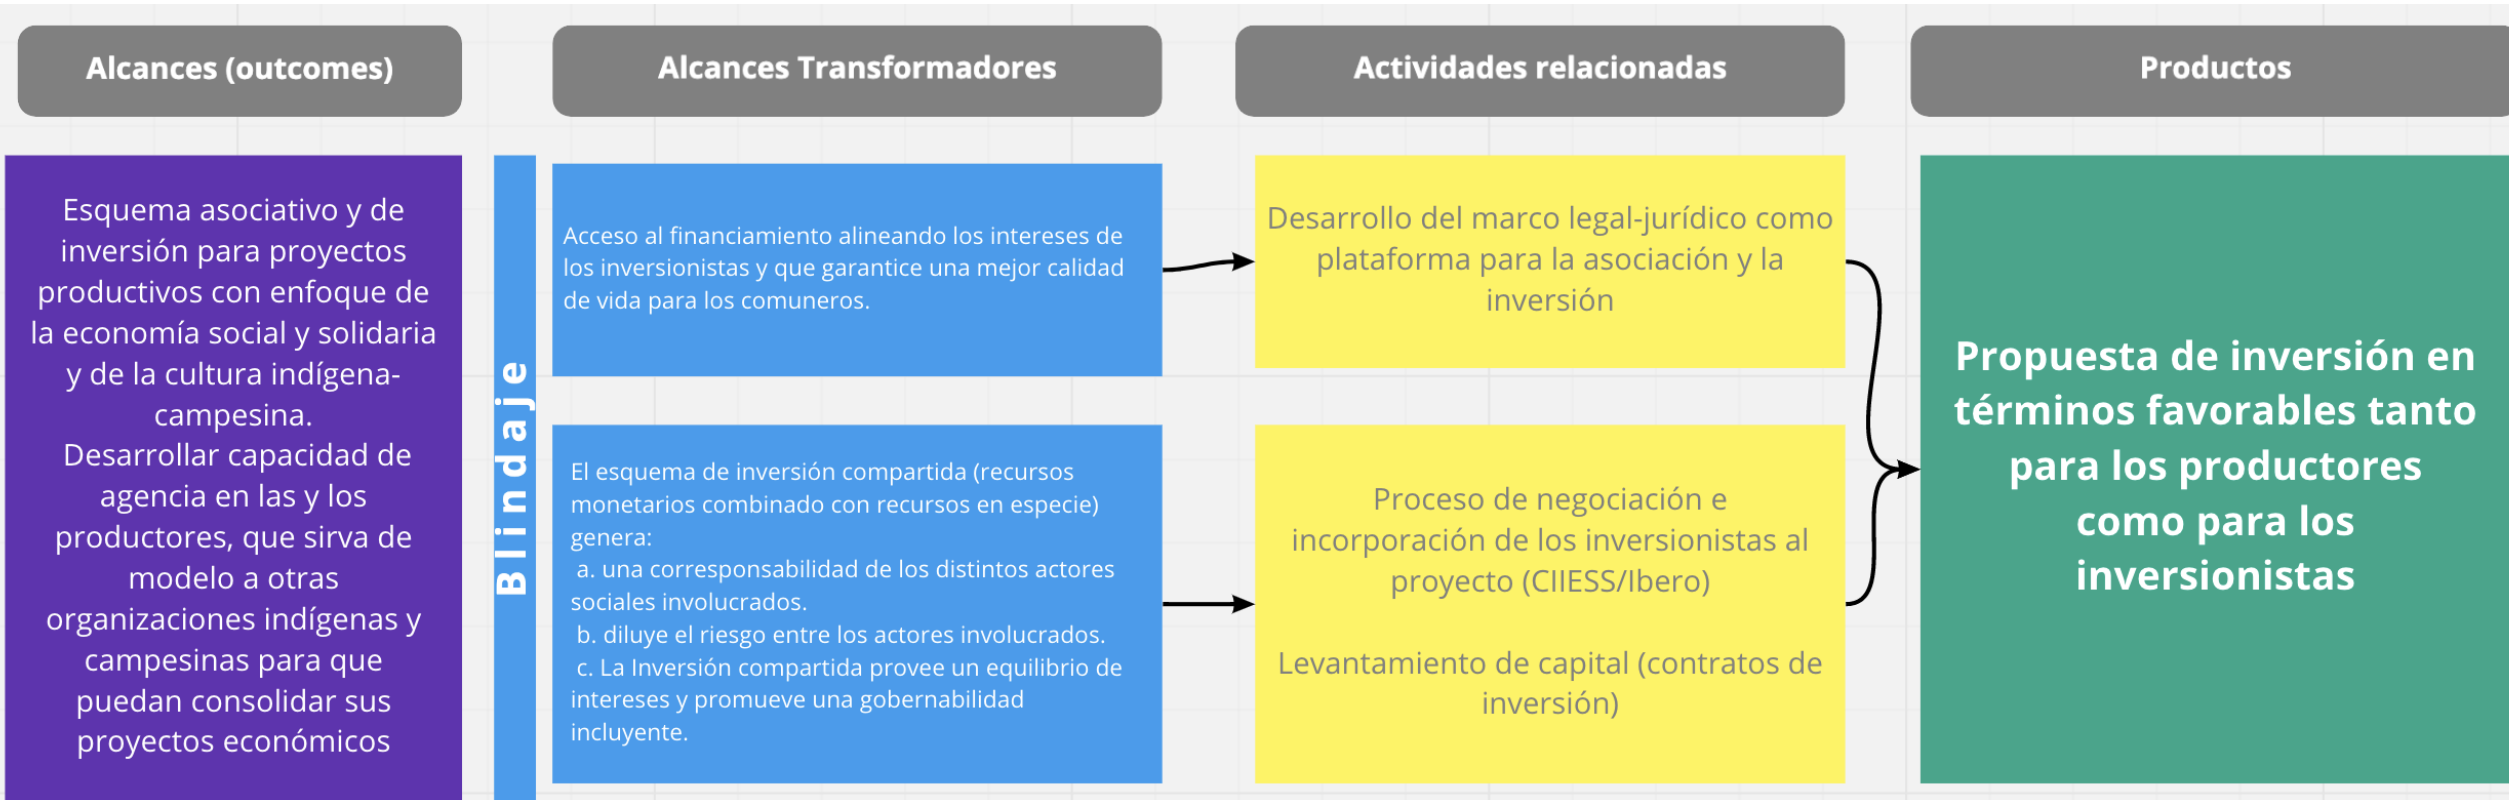 Alcances (outcomes)
Alcances Transformadores
Actividades relacionadas
Productos
Esquema asociativo y de
inversión para proyectos
productivos con enfoque de
la economía social y solidaria
y de la cultura indígena-
campesina.
Desarrollar capacidad de
agencia en las y los
productores, que sirva de
modelo a otras
organizaciones indígenas y
campesinas para que
puedan consolidar sus
proyectos económicos
Blindaje
Acceso al financiamiento alineando los intereses de
los inversionistas y que garantice una mejor calidad
de vida para los comuneros.
El esquema de inversión compartida (recursos
monetarios combinado con recursos en especie)
genera:
a. una corresponsabilidad de los distintos actores
sociales involucrados.
b. diluye el riesgo entre los actores involucrados.
c. La Inversión compartida provee un equilibrio de
intereses y promueve una gobernabilidad
incluyente.
Desarrollo del marco legal-jurídico como
plataforma para la asociación y la
inversión
Proceso de negociación e
incorporación de los inversionistas al
proyecto (CIIESS/Ibero)
Levantamiento de capital (contratos de
inversión)
Propuesta de inversión en
términos favorables tanto
para los productores
como para los
inversionistas